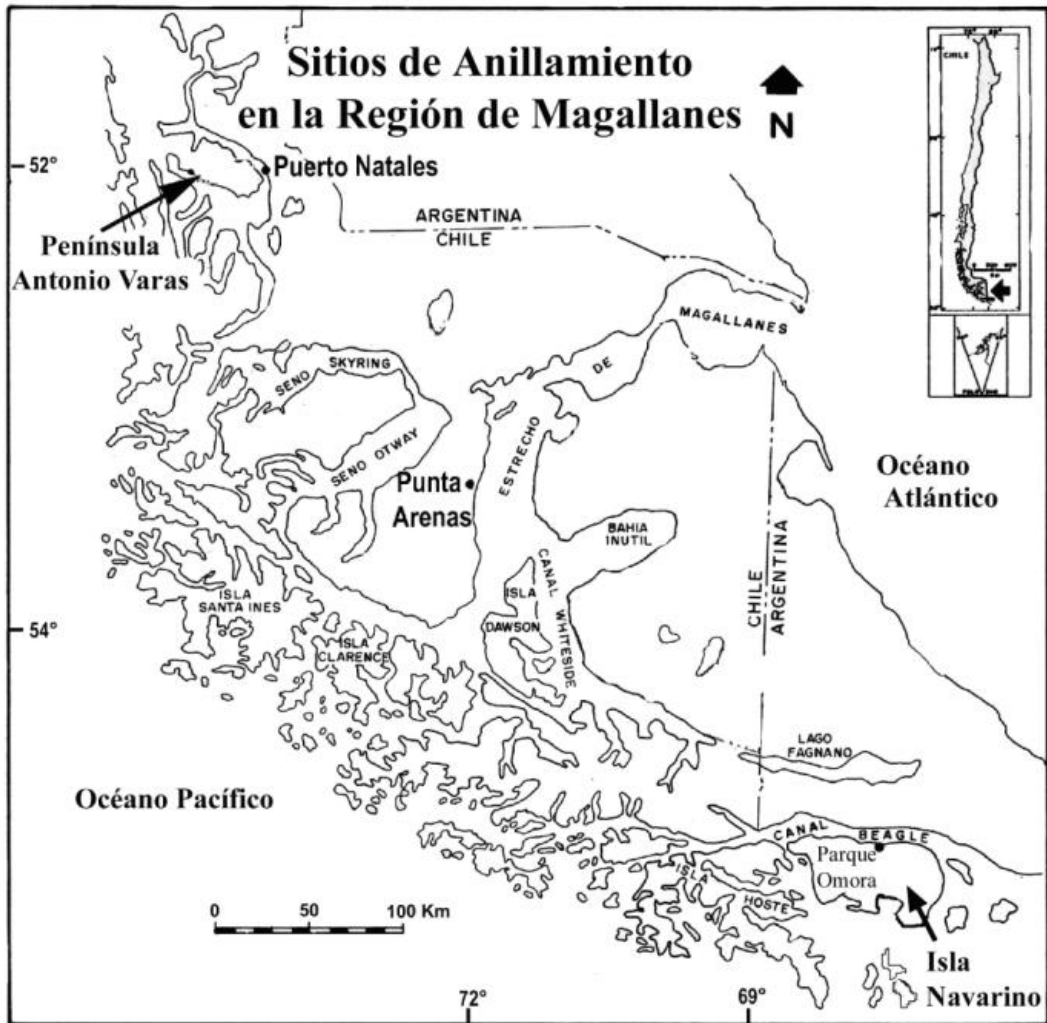 Sitios de Anillamiento
en la Región de Magallanes
N
CHILE
52°
Puerto Natales
Península
Antonio Varas
ARGENTINA
CHILE
MAGALLANES
DE
ESTRECHO
SENO SKYRING
SENO OTWAY
Punta
Arenas
Océano
Atlántico
BAHIA
INUTIL
CHILE
ARGENTINA
ISLA
DAWSON
CANAL WHITESIDE
ISLA
SANTA INES
54°
ISLA
CLARENCE
LAGO
FAGNANO
Océano Pacífico
CANAL BEAGLE
Parque
Omora
ISLA
HOSTE
0 50 100 Km
Isla
Navarino
72°
69°